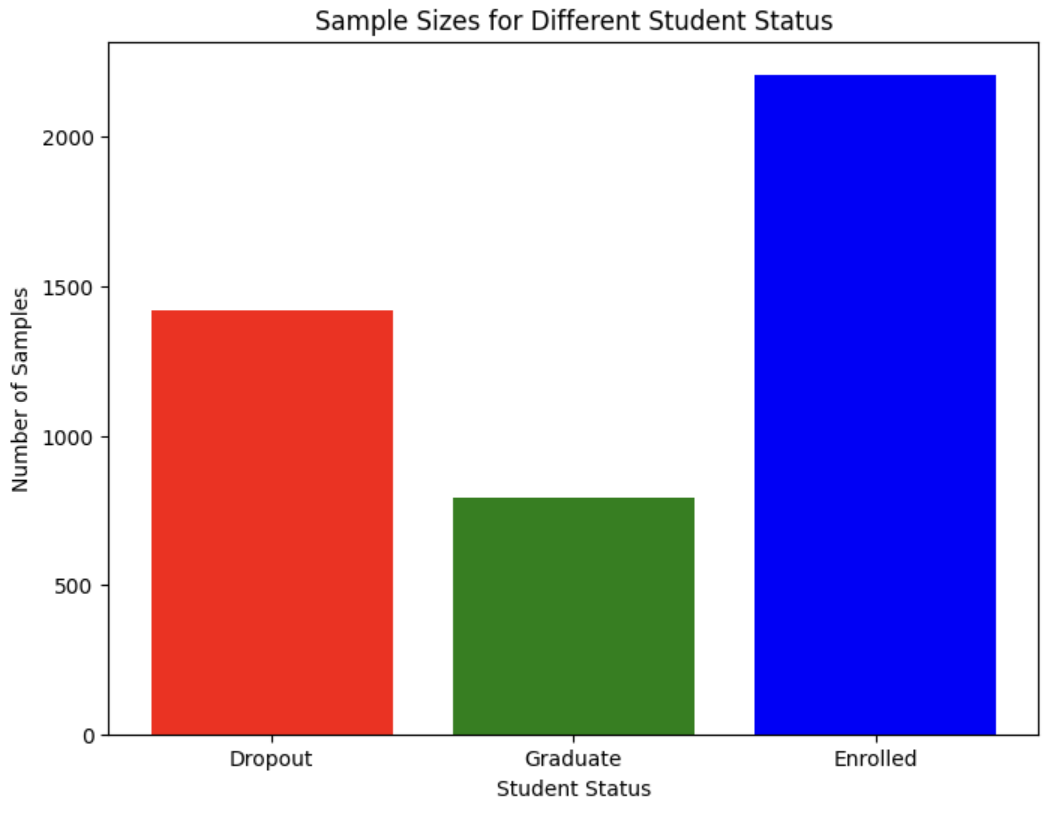 Sample Sizes for Different Student Status
2000
1500
1000
500
0
Number of Samples
Dropout Graduate Enrolled
Student Status